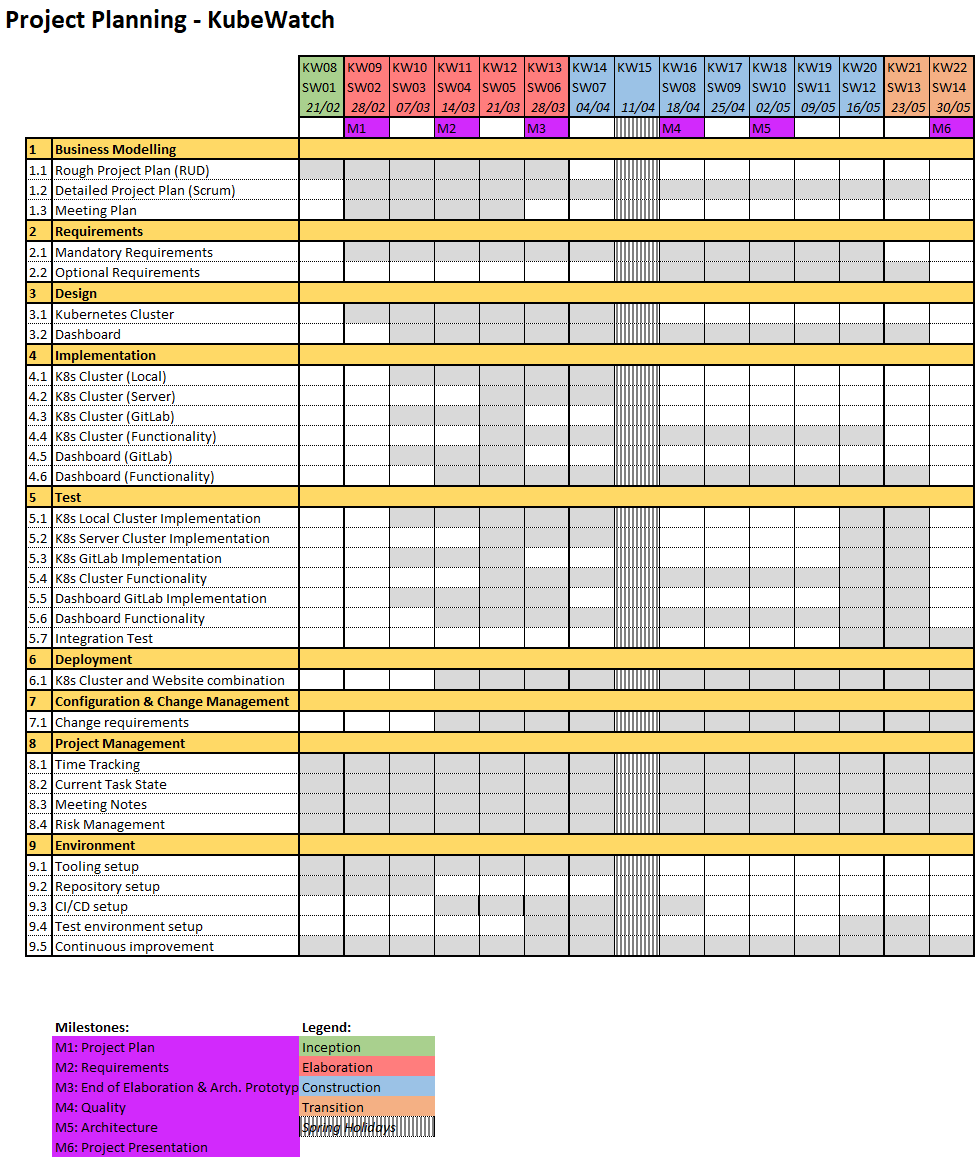 Project Planning - KubeWatch
KW08 KW09 KW10 KW11 KW12 KW13 KW14 KW15 KW16 KW17 KW18 KW19 KW20 KW21 KW22
SW01 SW02 SW03 SW04 SW05 SW06 SW07 SW08 SW09 SW10 SW11 SW12 SW13 SW14
21/02 28/02 07/03 14/03 21/03 28/03 04/04 11/04 18/04 25/04 02/05 09/05 16/05 23/05 30/05
M1 M2 M3 M4 M5 M6
1 Business Modelling
1.1 Rough Project Plan (RUD)
1.2 Detailed Project Plan (Scrum)
1.3 Meeting Plan
2 Requirements
2.1 Mandatory Requirements
2.2 Optional Requirements
3 Design
3.1 Kubernetes Cluster
3.2 Dashboard
4 Implementation
4.1 K8s Cluster (Local)
4.2 K8s Cluster (Server)
4.3 K8s Cluster (GitLab)
4.4 K8s Cluster (Functionality)
4.5 Dashboard (GitLab)
4.6 Dashboard (Functionality)
5 Test
5.1 K8s Local Cluster Implementation
5.2 K8s Server Cluster Implementation
5.3 K8s GitLab Implementation
5.4 K8s Cluster Functionality
5.5 Dashboard GitLab Implementation
5.6 Dashboard Functionality
5.7 Integration Test
6 Deployment
6.1 K8s Cluster and Website combination
7 Configuration & Change Management
7.1 Change requirements
8 Project Management
8.1 Time Tracking
8.2 Current Task State
8.3 Meeting Notes
8.4 Risk Management
9 Environment
9.1 Tooling setup
9.2 Repository setup
9.3 CI/CD setup
9.4 Test environment setup
9.5 Continuous improvement
Milestones: Legend:
M1: Project Plan Inception
M2: Requirements Elaboration
M3: End of Elaboration & Arch. Prototyp Construction
M4: Quality Transition
M5: Architecture Spring Holidays
M6: Project Presentation